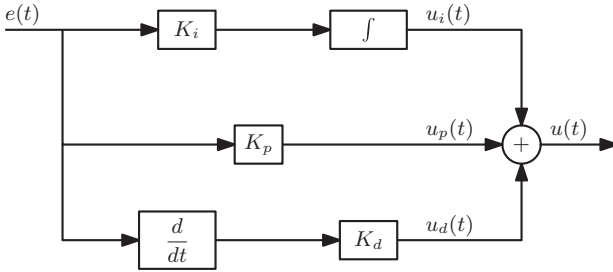 e(t) K_i ∫ u_i(t)
K_p u_p(t) + u(t)
d/dt K_d u_d(t)